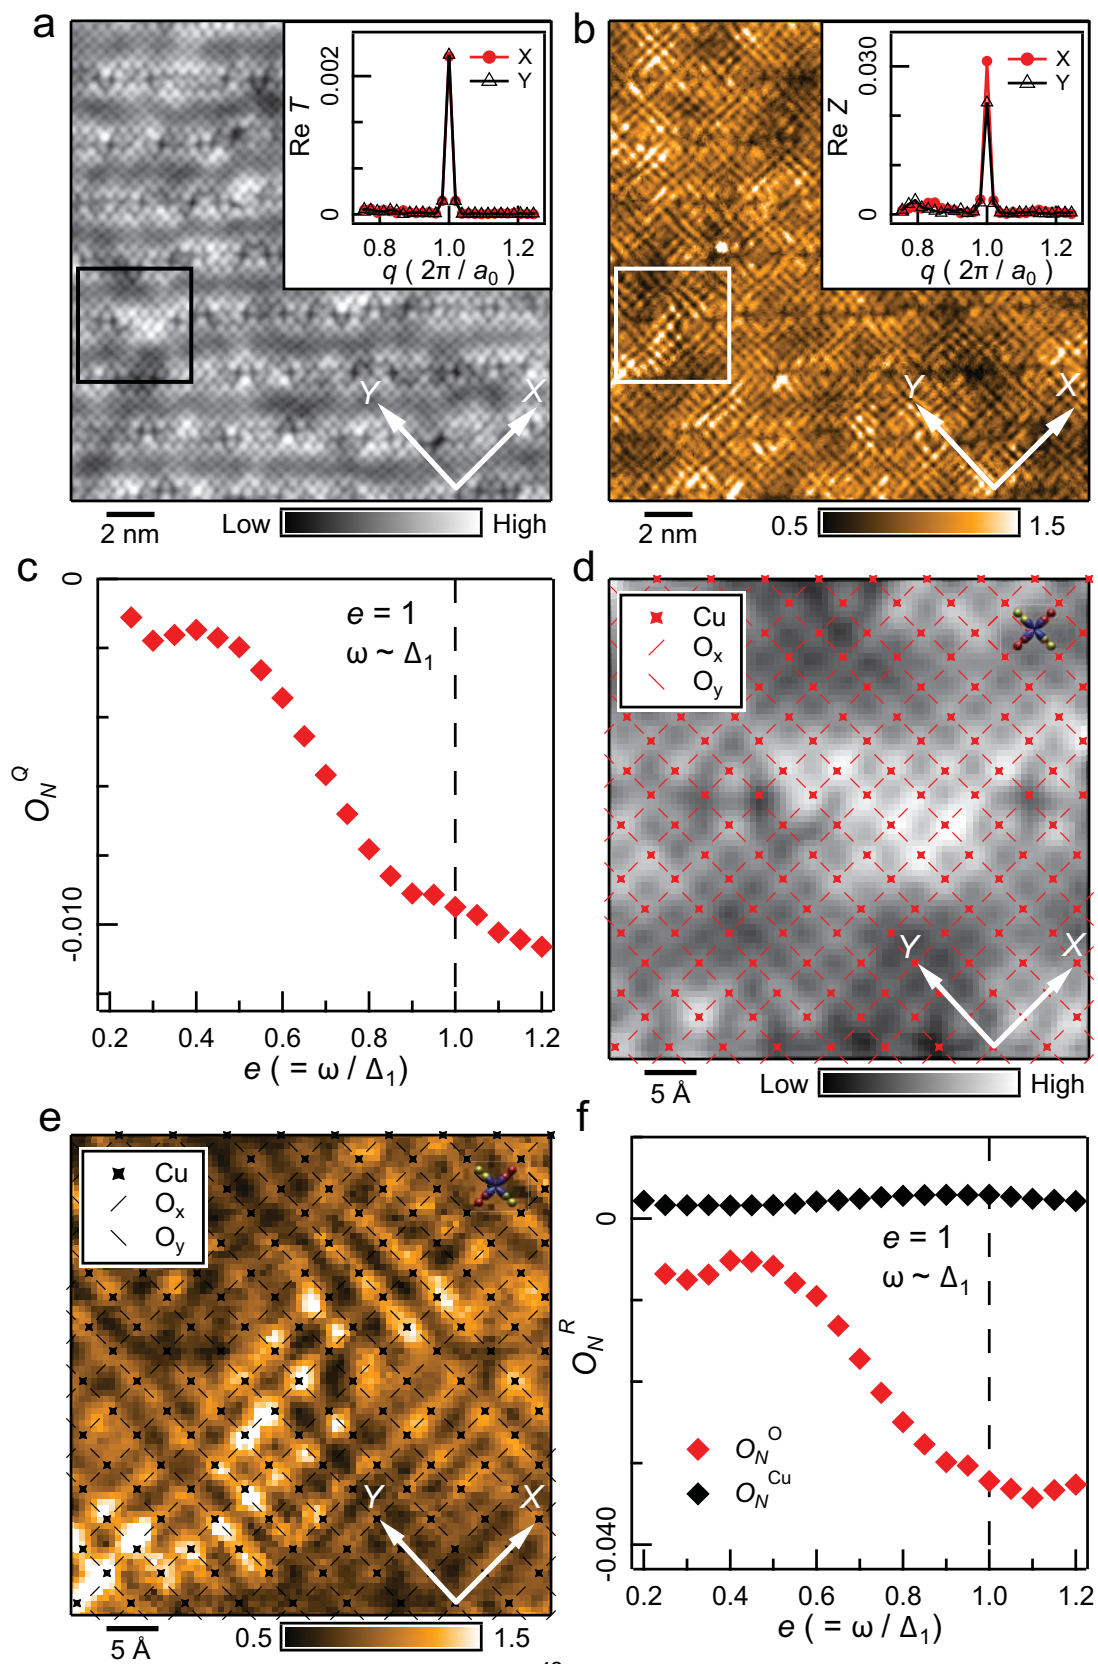 a
Re T
0.002
0
X
Y
0.8
1.0
1.2
q ( 2π / a₀ )
Y
X
2 nm
Low
High
b
Re Z
0.030
0
X
Y
0.8
1.0
1.2
q ( 2π / a₀ )
Y
X
2 nm
0.5
1.5
c
0
-0.010
O_N^Q
e = 1
ω ~ Δ₁
0.2
0.4
0.6
0.8
1.0
1.2
e ( = ω / Δ₁)
d
Cu
Oₓ
O_y
Y
X
5 Å
Low
High
e
Cu
Oₓ
O_y
Y
X
5 Å
0.5
1.5
f
0
-0.040
O_N^R
e = 1
ω ~ Δ₁
O_N^O
O_N^Cu
0.2
0.4
0.6
0.8
1.0
1.2
e ( = ω / Δ₁)